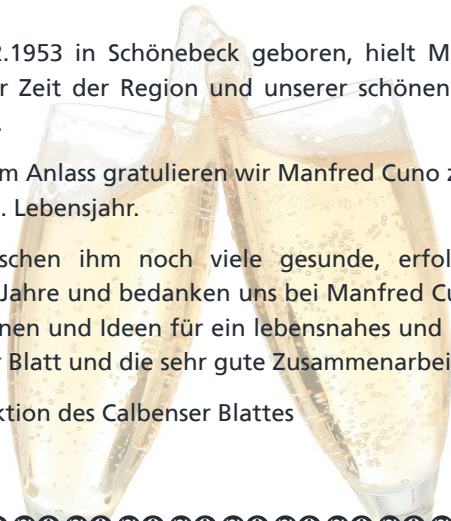 2.1953 in Schönebeck geboren, hielt M
r Zeit der Region und unserer schönen
.
m Anlass gratulieren wir Manfred Cuno z
. Lebensjahr.
schen ihm noch viele gesunde, erfol
Jahre und bedanken uns bei Manfred Cu
nen und Ideen für ein lebensnahes und
r Blatt und die sehr gute Zusammenarbei
ktion des Calbenser Blattes